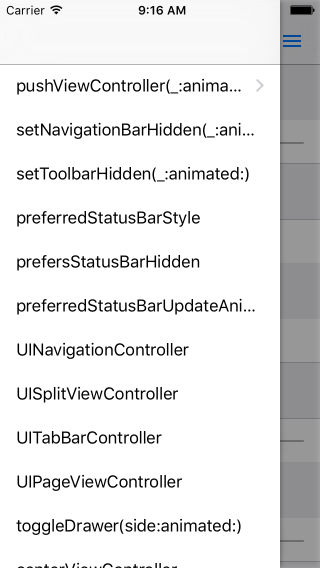 Carrier 9:16 AM
pushViewController(_:anima...
setNavigationBarHidden(_:ani...
setToolbarHidden(_:animated:)
preferredStatusBarStyle
prefersStatusBarHidden
preferredStatusBarUpdateAni...
UINavigationController
UISplitViewController
UITabBarController
UIPageViewController
toggleDrawer(side:animated:)
centerViewController